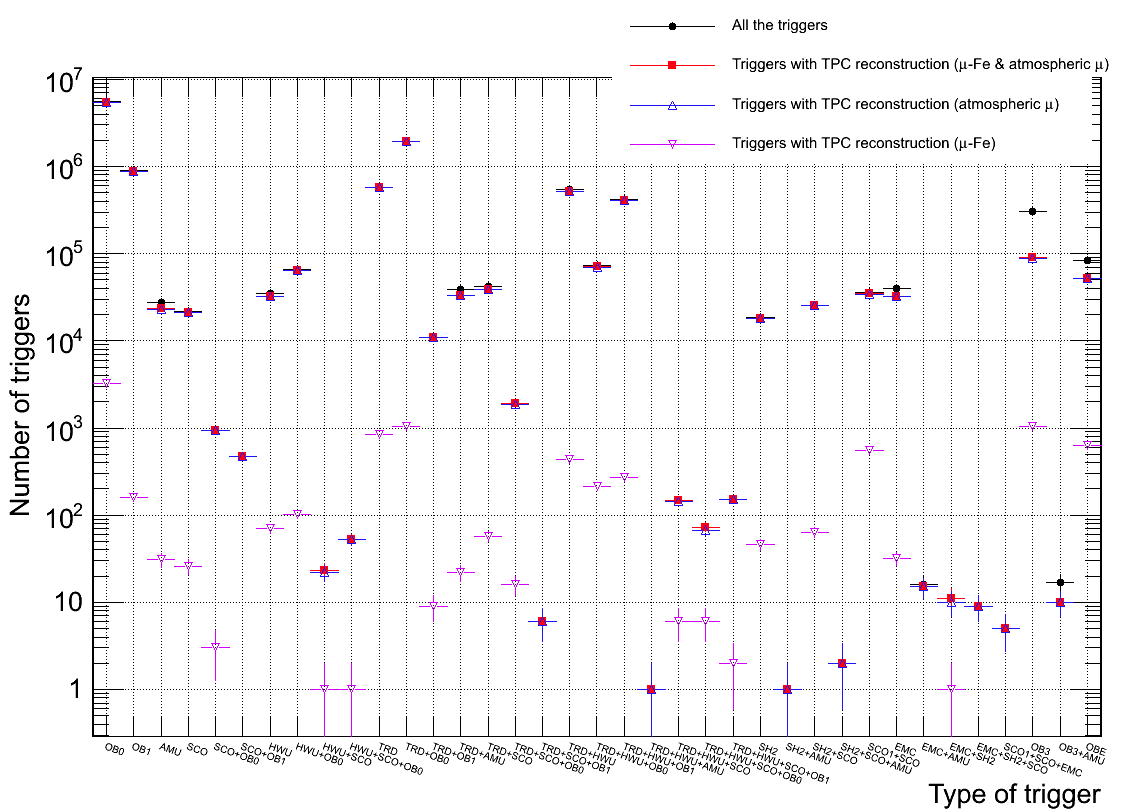 All the triggers
Triggers with TPC reconstruction (μ-Fe & atmospheric μ)
Triggers with TPC reconstruction (atmospheric μ)
Triggers with TPC reconstruction (μ-Fe)
Number of triggers
10^7
10^6
10^5
10^4
10^3
10^2
10
1
OB0
OB1
AMU
SCO
SCO+OB0
SCO+OB1
HWU
HWU+OB0
HWU+SCO
HWU+SCO+OB0
TRD
TRD+OB0
TRD+OB1
TRD+AMU
TRD+SCO
TRD+SCO+OB0
TRD+SCO+OB1
TRD+HWU
TRD+HWU+OB0
TRD+HWU+OB1
TRD+HWU+AMU
TRD+HWU+SCO
TRD+HWU+SCO+OB0
TRD+HWU+SCO+OB1
SH2
SH2+AMU
SH2+SCO
SH2+SCO+AMU
SCO1+SCO
EMC
EMC+AMU
EMC+SH2
EMC+SH2+SCO
SCO1+SCO+EMC
OB3
OB3+AMU
OBE
Type of trigger